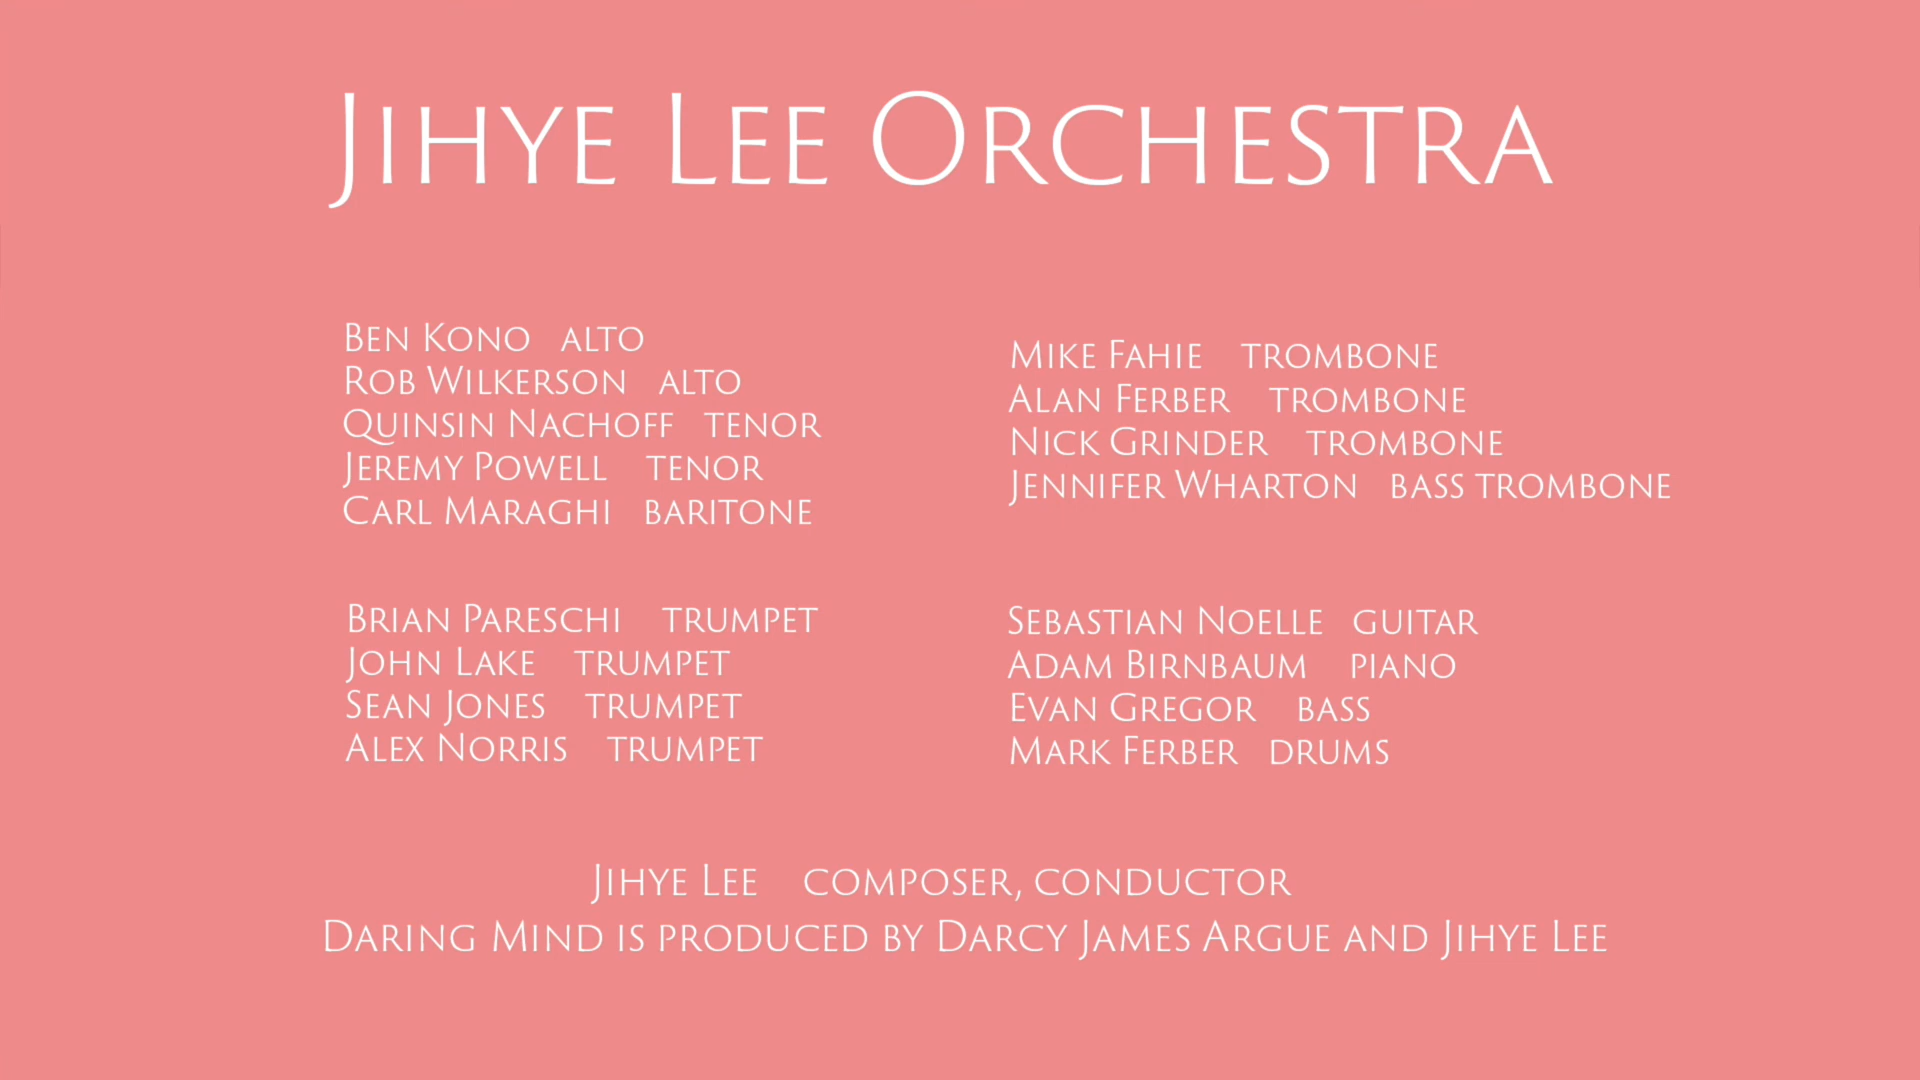 Jihye Lee Orchestra
Ben Kono alto
Rob Wilkerson alto
Quinsin Nachoff tenor
Jeremy Powell tenor
Carl Maraghi baritone
Mike Fahie trombone
Alan Ferber trombone
Nick Grinder trombone
Jennifer Wharton bass trombone
Brian Pareschi trumpet
John Lake trumpet
Sean Jones trumpet
Alex Norris trumpet
Sebastian Noelle guitar
Adam Birnbaum piano
Evan Gregor bass
Mark Ferber drums
Jihye Lee composer, conductor
Daring Mind is produced by Darcy James Argue and Jihye Lee